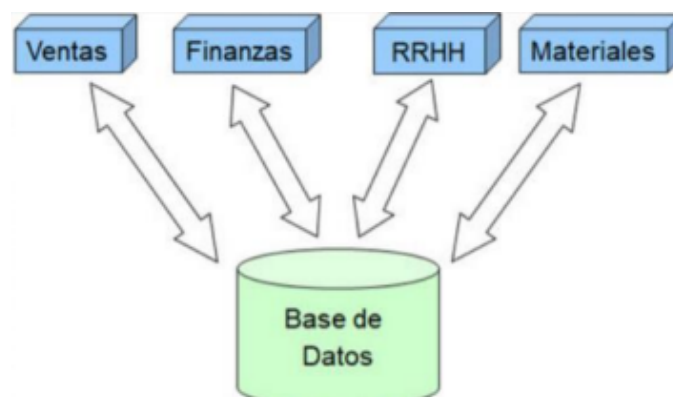 Ventas
Finanzas
RRHH
Materiales
Base de
Datos